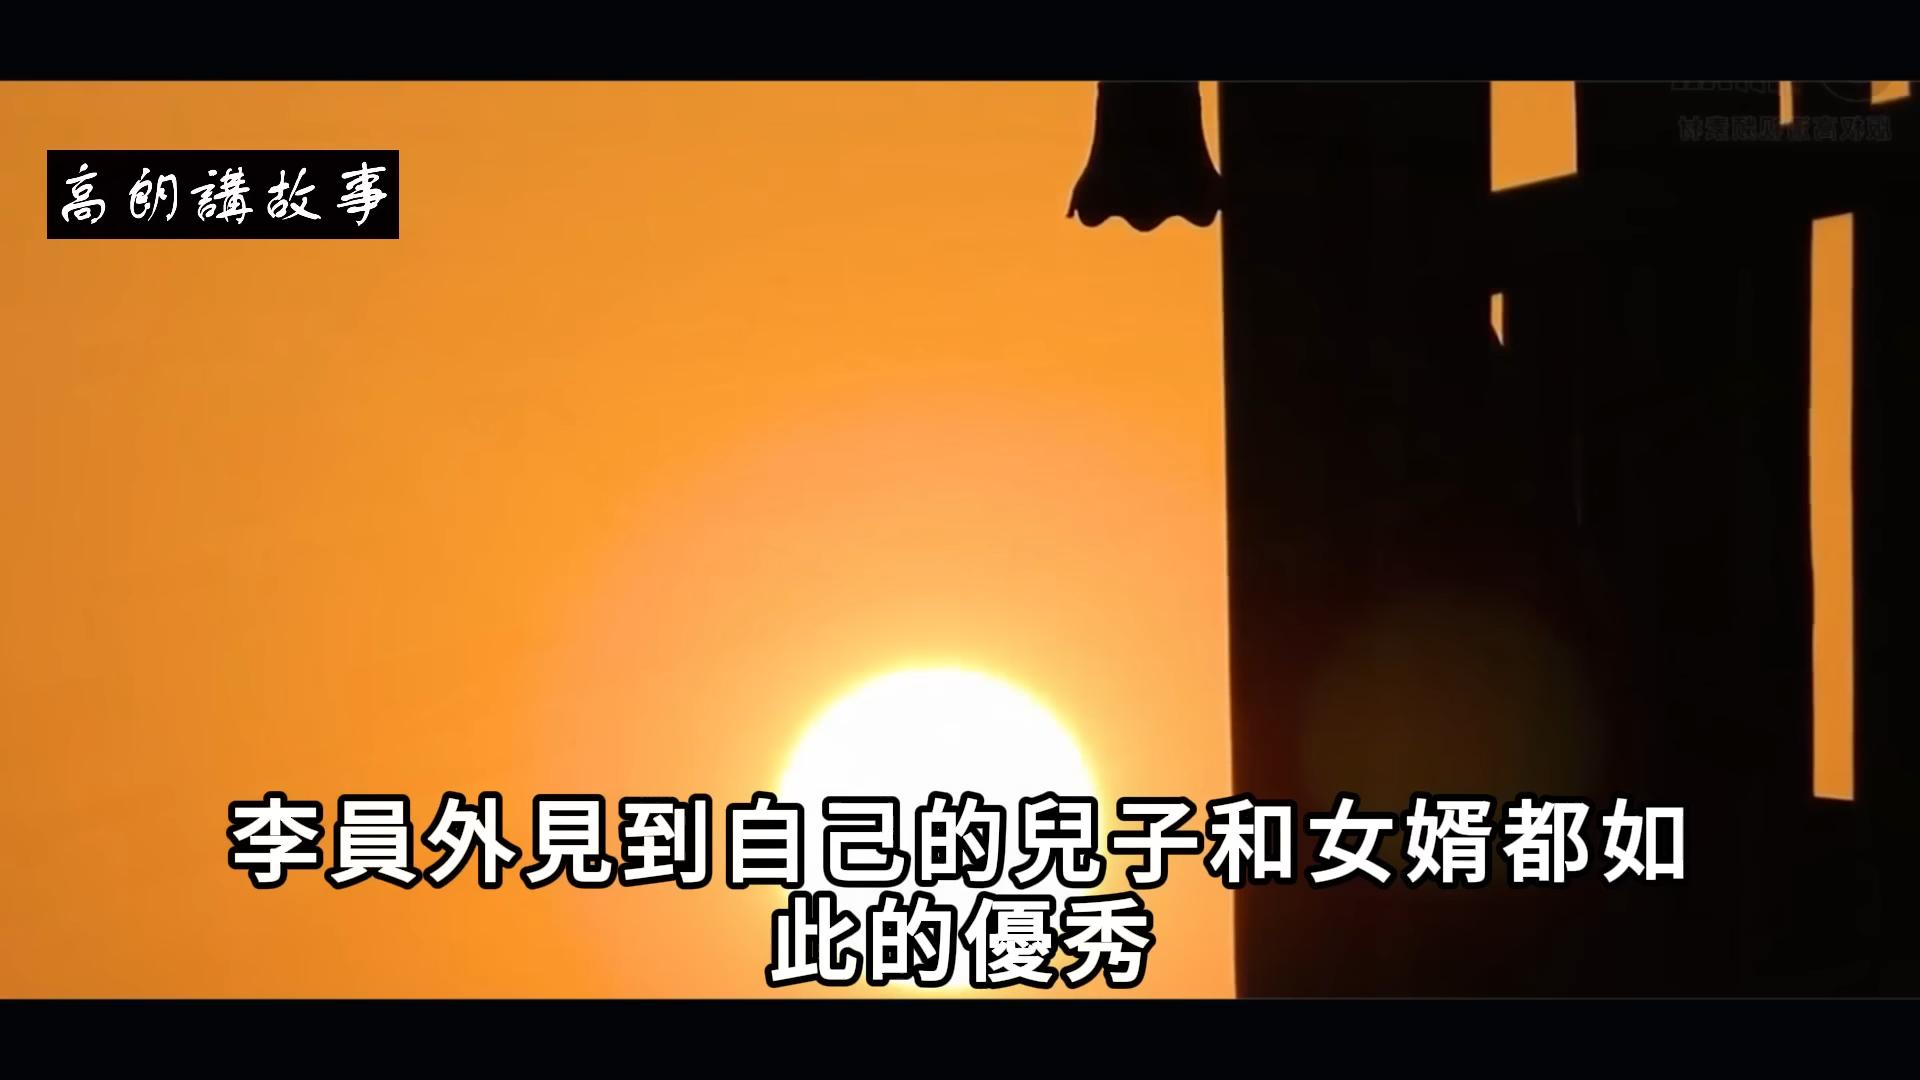 高朗講故事
李員外見到自己的兒子和女婿都如
此的優秀